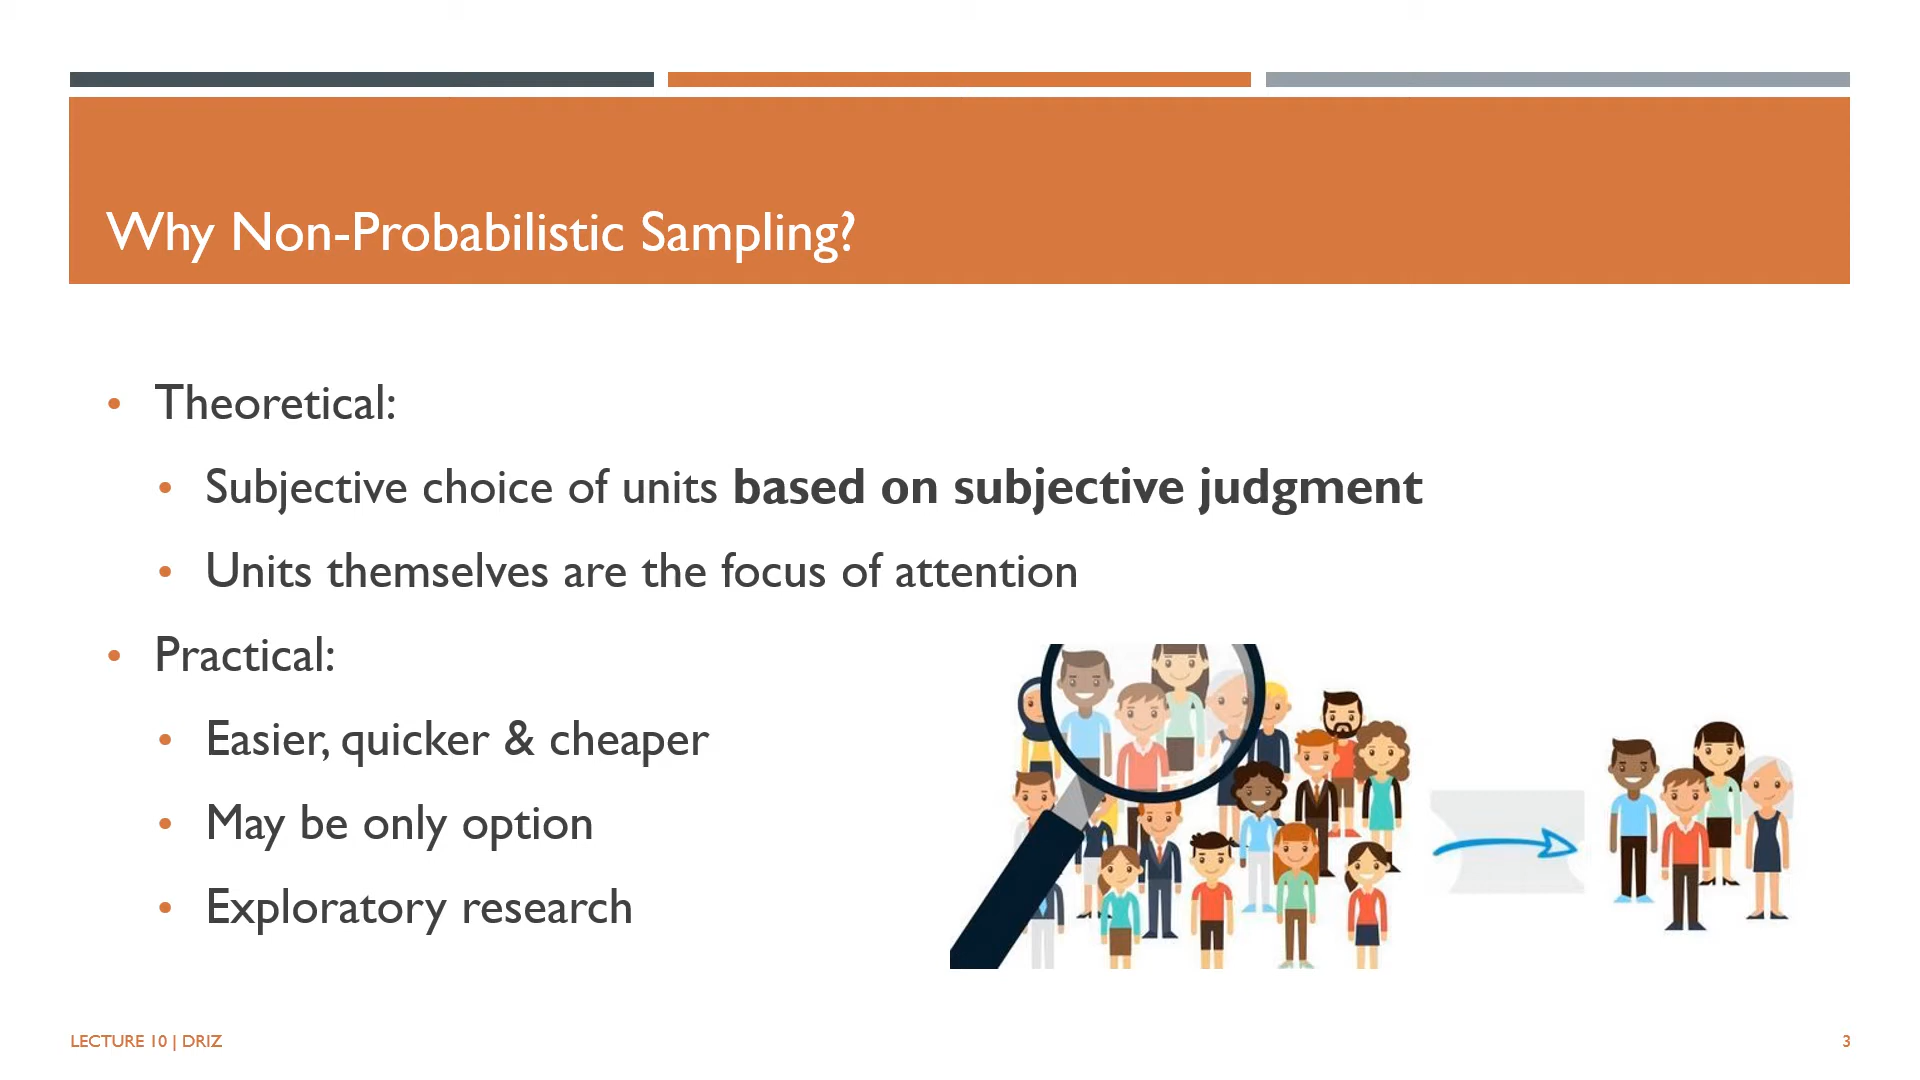 Why Non-Probabilistic Sampling?
• Theoretical:
• Subjective choice of units based on subjective judgment
• Units themselves are the focus of attention
• Practical:
• Easier, quicker & cheaper
• May be only option
• Exploratory research
LECTURE 10 | DRIZ
3